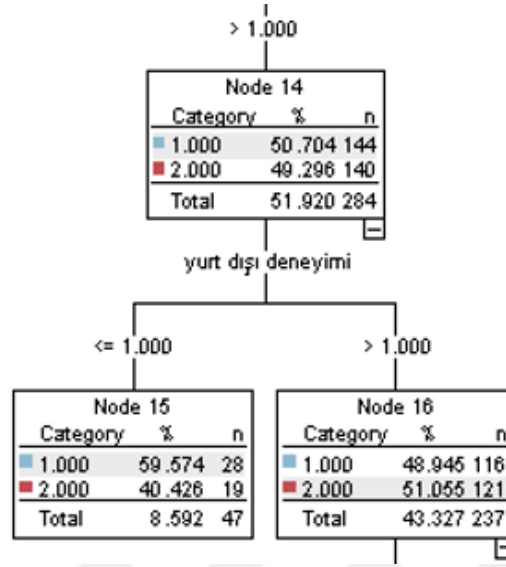 > 1.000
Node 14
Category % n
1.000 50.704 144
2.000 49.296 140
Total 51.920 284
yurt dışı deneyimi
<= 1.000
> 1.000
Node 15
Category % n
1.000 59.574 28
2.000 40.426 19
Total 8.592 47
Node 16
Category % n
1.000 48.945 116
2.000 51.055 121
Total 43.327 237